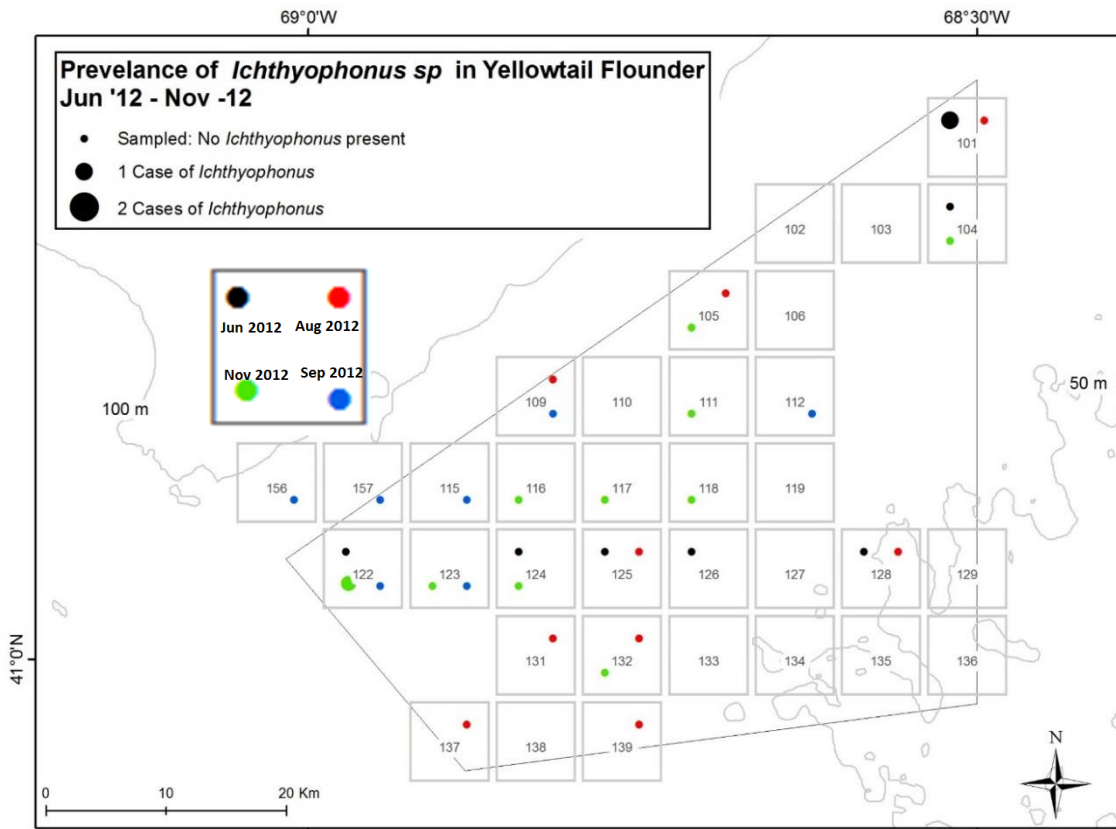 69°0'W
68°30'W
Prevelance of Ichthyophonus sp in Yellowtail Flounder
Jun '12 - Nov -12
Sampled: No Ichthyophonus present
1 Case of Ichthyophonus
2 Cases of Ichthyophonus
101
102
103
104
Jun 2012
Aug 2012
Nov 2012
Sep 2012
105
106
100 m
50 m
109
110
111
112
156
157
115
116
117
118
119
122
123
124
125
126
127
128
129
41°0'N
131
132
133
134
135
136
137
138
139
N
0
10
20 Km